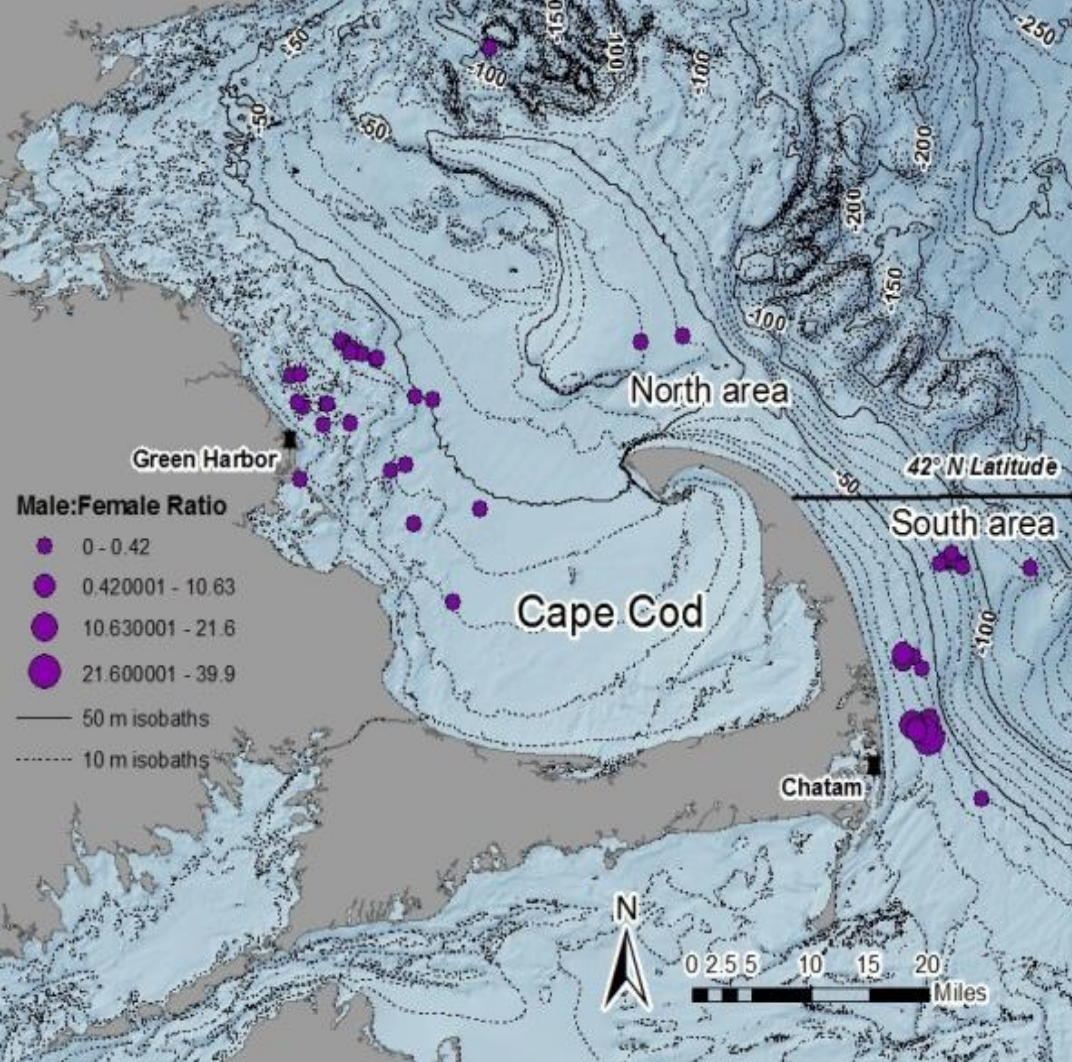 -150
-250
-50
-100
-100
-100
-50
-50
-200
-200
-150
-100
North area
Green Harbor
42° N Latitude
-50
Male:Female Ratio
South area
0 - 0.42
0.420001 - 10.63
Cape Cod
10.630001 - 21.6
-100
21.600001 - 39.9
50 m isobaths
10 m isobaths
Chatam
N
0 2.5 5 10 15 20
Miles